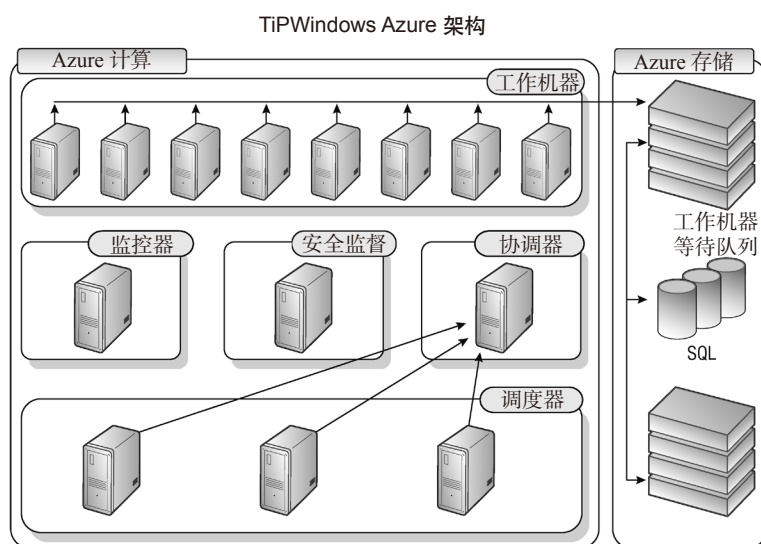 TiPWindows Azure 架构
Azure 计算
Azure 存储
工作机器
监控器
安全监督
协调器
工作机器
等待队列
SQL
调度器